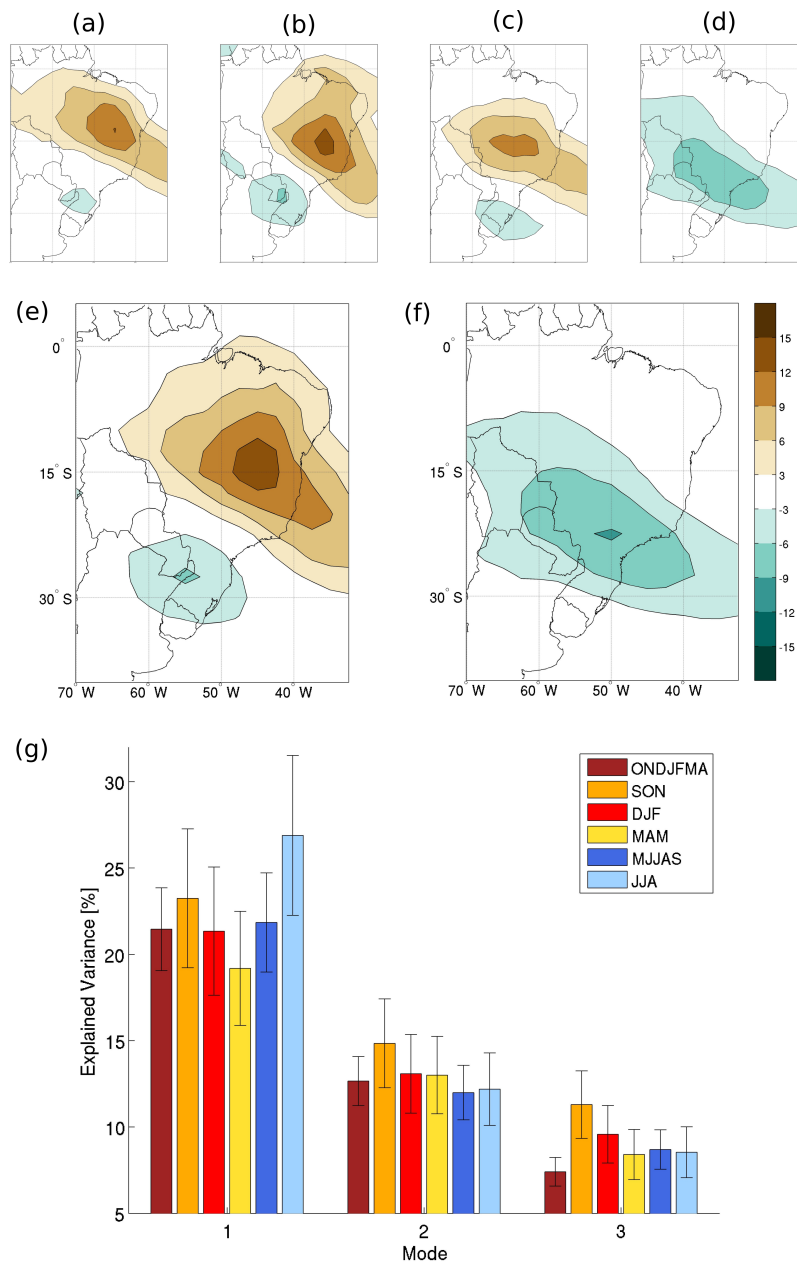 (a) (b) (c) (d)
(e) (f)
0°
15° S
30° S
70° W 60° W 50° W 40° W
0°
15° S
30° S
70° W 60° W 50° W 40° W
15
12
9
6
3
-3
-6
-9
-12
-15
(g)
Explained Variance [%]
30
25
20
15
10
5
1 2 3
Mode
ONDJFMA
SON
DJF
MAM
MJJAS
JJA